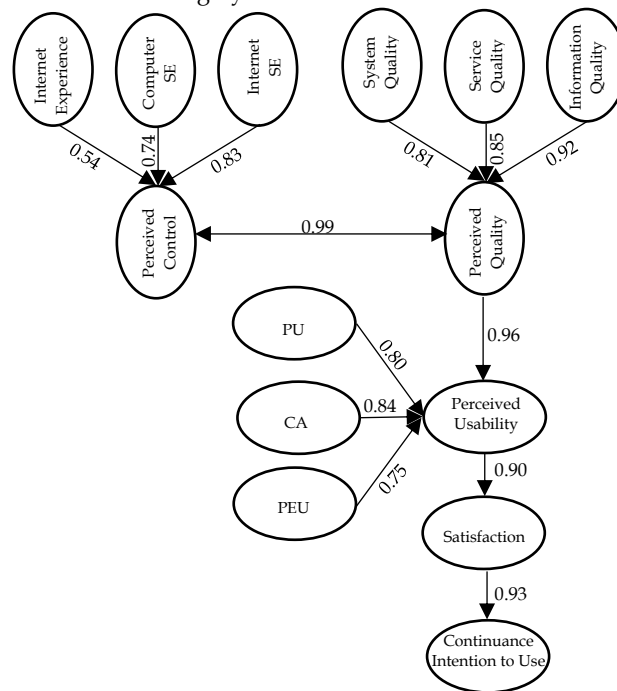 Internet
Experience
Computer
SE
Internet
SE
System
Quality
Service
Quality
Information
Quality
0.54
0.74
0.83
0.81
0.85
0.92
Perceived
Control
0.99
Perceived
Quality
PU
0.80
0.96
CA
0.84
Perceived
Usability
PEU
0.75
0.90
Satisfaction
0.93
Continuance
Intention to Use